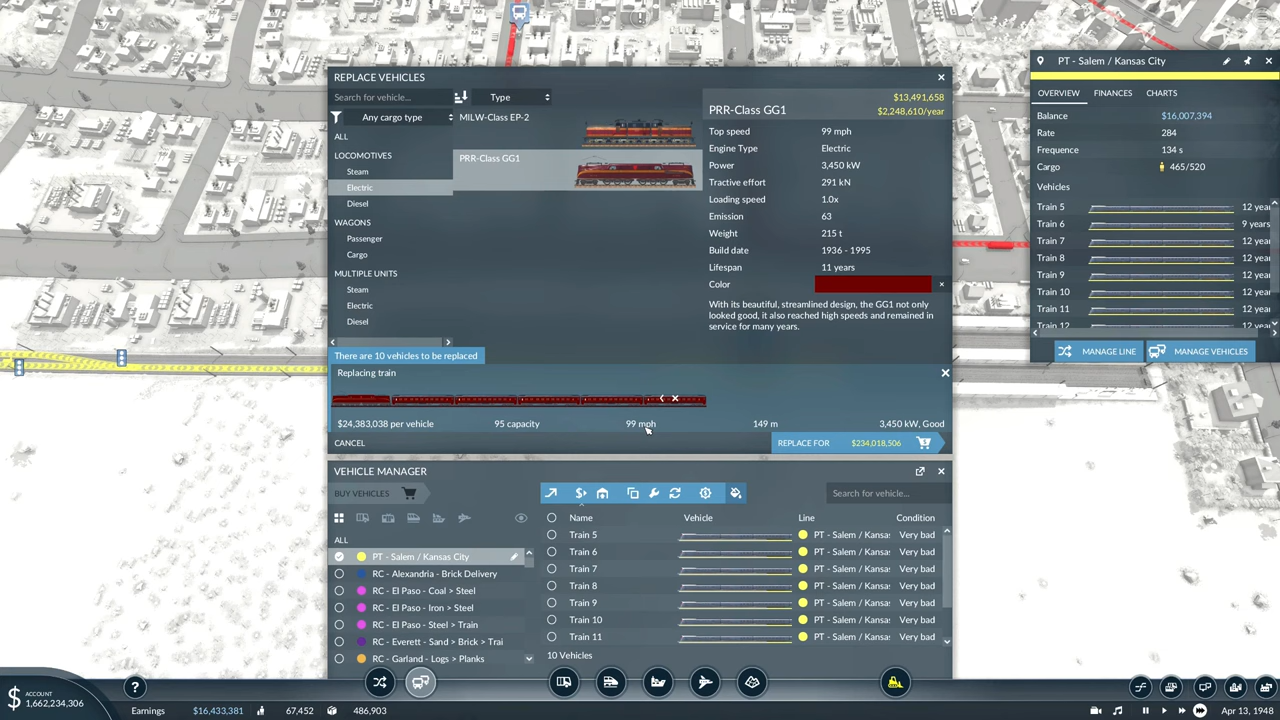 REPLACE VEHICLES
Search for vehicle...
Type
Any cargo type
ALL
LOCOMOTIVES
Steam
Electric
Diesel
WAGONS
Passenger
Cargo
MULTIPLE UNITS
Steam
Electric
Diesel
MILW-Class EP-2
PRR-Class GG1
$13,491,658
PRR-Class GG1
$2,248,610/year
Top speed 99 mph
Engine Type Electric
Power 3,450 kW
Tractive effort 291 kN
Loading speed 1.0x
Emission 63
Weight 215 t
Build date 1936 - 1995
Lifespan 11 years
Color
With its beautiful, streamlined design, the GG1 not only
looked good, it also reached high speeds and remained in
service for many years.
There are 10 vehicles to be replaced
Replacing train
$24,383,038 per vehicle 95 capacity 99 mph 149 m 3,450 kW, Good
CANCEL
REPLACE FOR $234,018,506
PT - Salem / Kansas City
OVERVIEW FINANCES CHARTS
Balance $16,007,394
Rate 284
Frequency 134 s
Cargo 465/520
Vehicles
Train 5 12 year
Train 6 9 years
Train 7 12 year
Train 8 12 year
Train 9 12 year
Train 10 12 year
Train 11 12 year
Train 12 12 year
MANAGE LINE MANAGE VEHICLES
VEHICLE MANAGER
BUY VEHICLES
Search for vehicle...
ALL
PT - Salem / Kansas City
RC - Alexandria - Brick Delivery
RC - El Paso - Coal > Steel
RC - El Paso - Iron > Steel
RC - El Paso - Steel > Train
RC - Everett - Sand > Brick > Trai
RC - Garland - Logs > Planks
Name Vehicle Line Condition
Train 5 PT - Salem / Kansas Very bad
Train 6 PT - Salem / Kansas Very bad
Train 7 PT - Salem / Kansas Very bad
Train 8 PT - Salem / Kansas Very bad
Train 9 PT - Salem / Kansas Very bad
Train 10 PT - Salem / Kansas Very bad
Train 11 PT - Salem / Kansas Very bad
10 Vehicles
$ ACCOUNT
1,662,234,306
?
Earnings $16,433,381 67,452 486,903
Apr 13, 1948